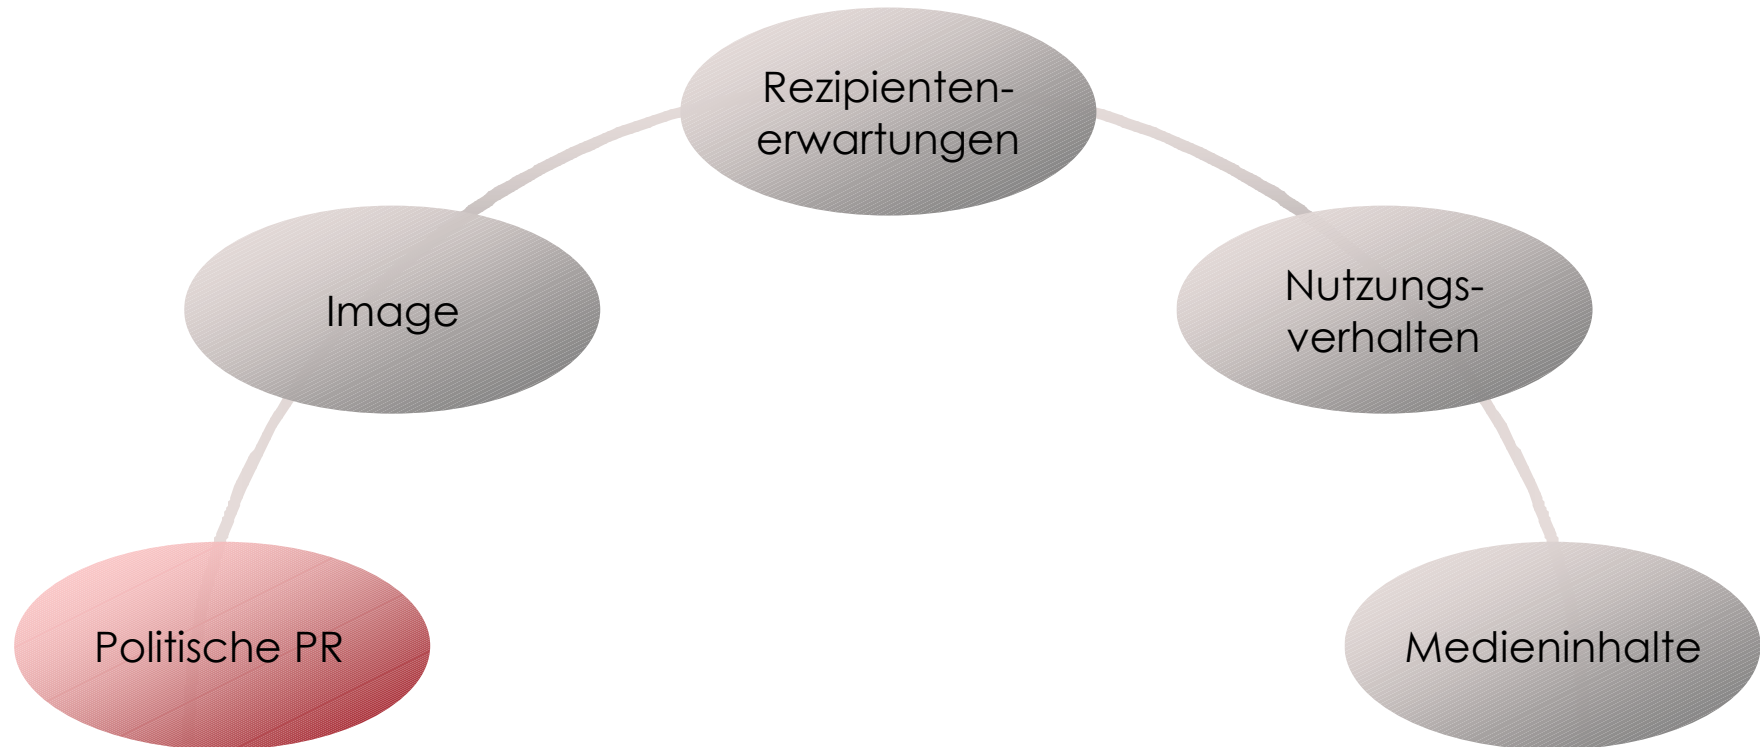 Rezipienten-
erwartungen
Image
Nutzungs-
verhalten
Politische PR
Medieninhalte